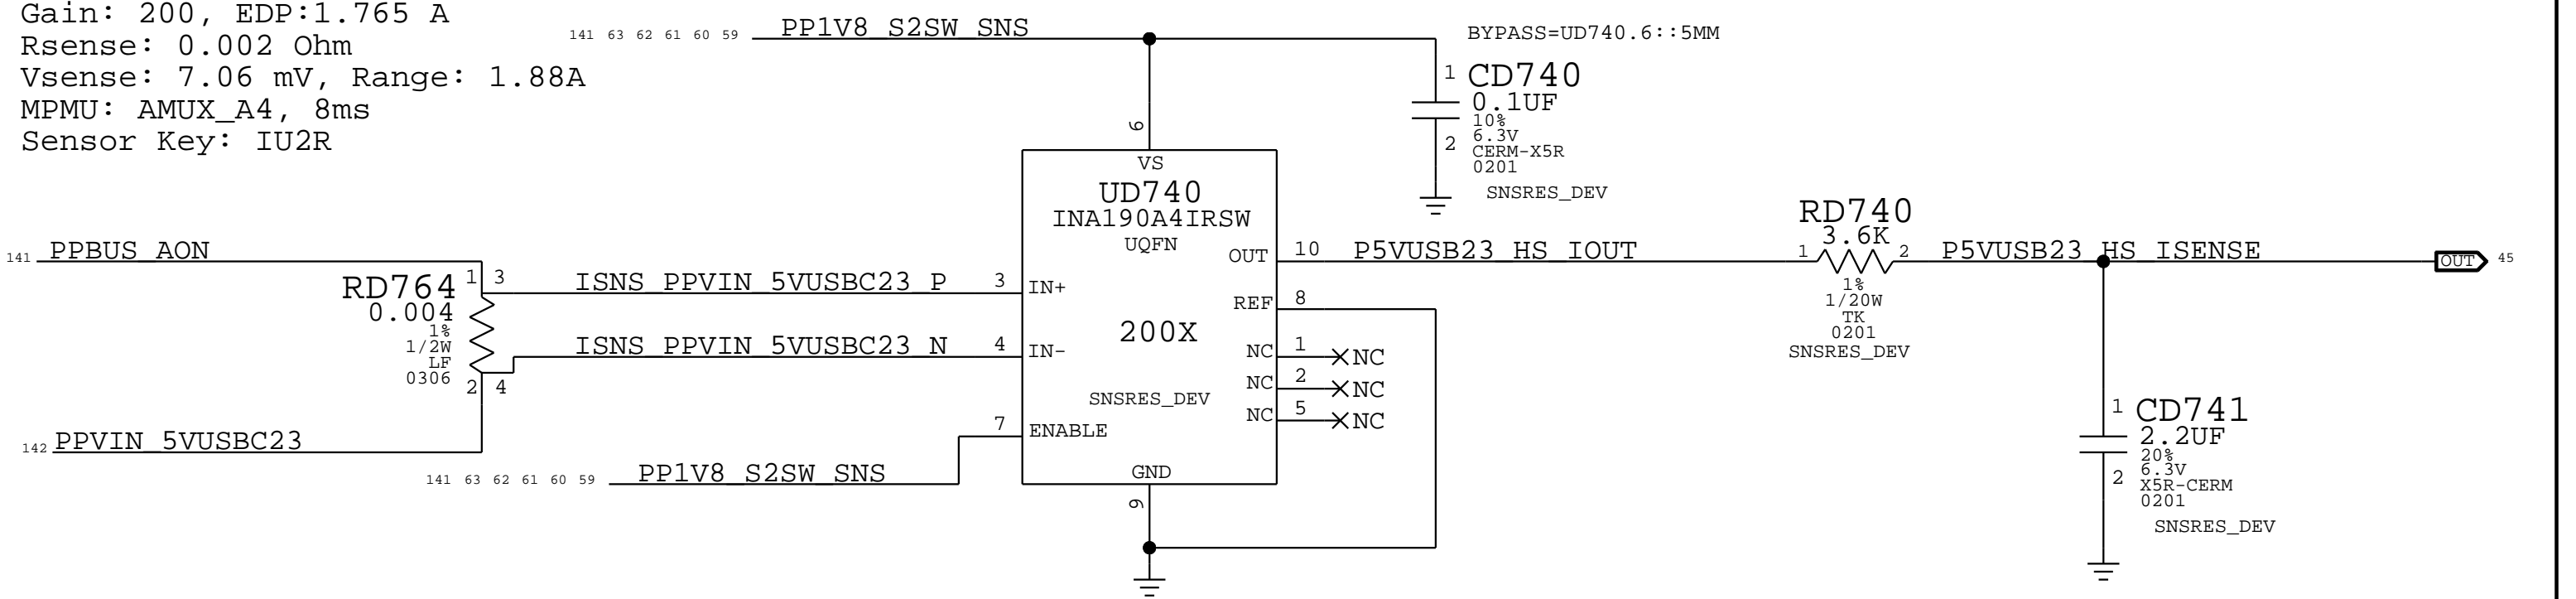 Gain: 200, EDP:1.765 A
Rsense: 0.002 Ohm
Vsense: 7.06 mV, Range: 1.88A
MPMU: AMUX_A4, 8ms
Sensor Key: IU2R
141 63 62 61 60 59 PP1V8_S2SW_SNS
BYPASS=UD740.6::5MM
1 CD740
0.1UF
10%
6.3V
2 CERM-X5R
0201
SNSRES_DEV
6
VS
UD740
INA190A4IRSW
UQFN
141 PPBUS_AON
RD764
0.004
1%
1/2W
LF
0306
1 3
2 4
ISNS_PPVIN_5VUSBC23_P 3 IN+
ISNS_PPVIN_5VUSBC23_N 4 IN-
142 PPVIN_5VUSBC23
7 ENABLE
141 63 62 61 60 59 PP1V8_S2SW_SNS
200X
SNSRES_DEV
GND
9
OUT 10 P5VUSB23_HS_IOUT
REF 8
NC 1 NC
NC 2 NC
NC 5 NC
RD740
3.6K
1 2
1%
1/20W
TK
0201
SNSRES_DEV
P5VUSB23_HS_ISENSE
OUT 45
1 CD741
2.2UF
20%
6.3V
2 X5R-CERM
0201
SNSRES_DEV